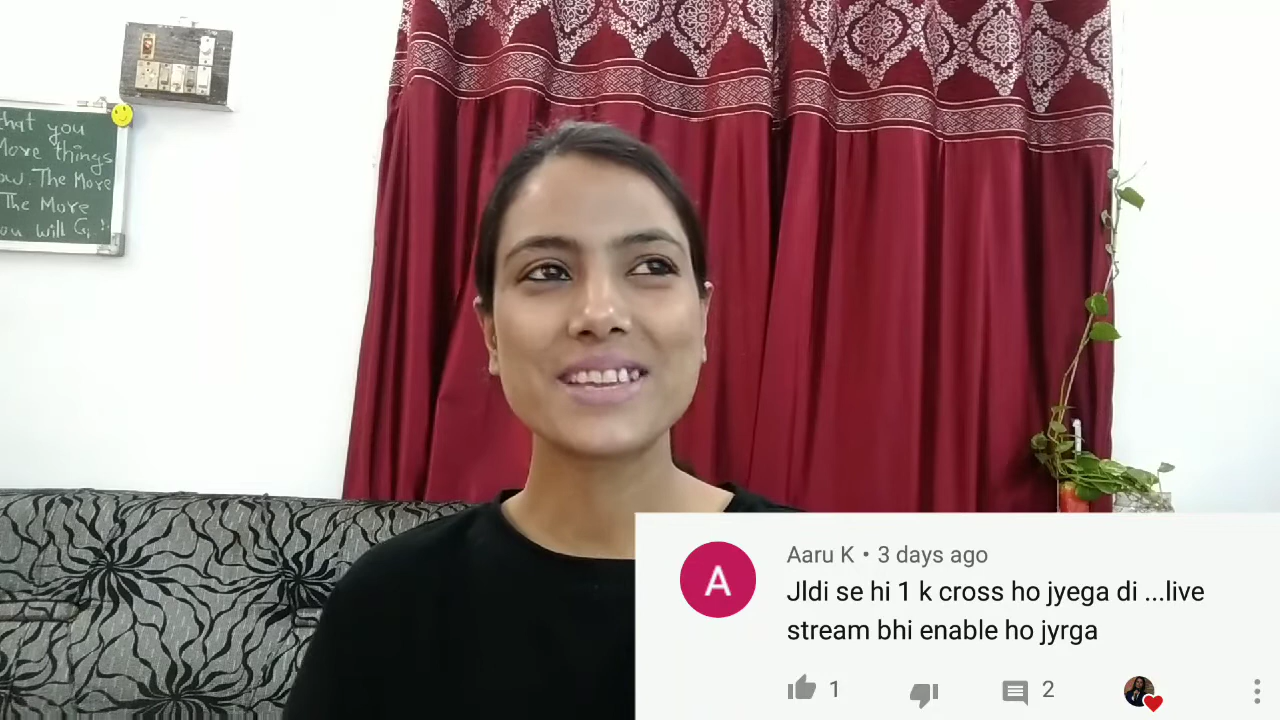 that you
More things
ow. The More
The More
ou will
Aaru K • 3 days ago
Jldi se hi 1 k cross ho jyega di ...live
stream bhi enable ho jyrga
1
2
A